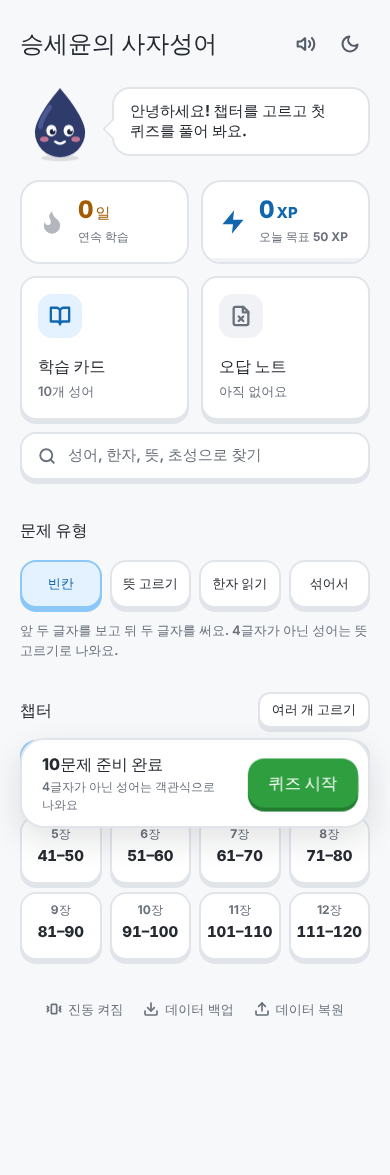 승세윤의 사자성어
안녕하세요! 챕터를 고르고 첫
퀴즈를 풀어 봐요.
0일
연속 학습
0 XP
오늘 목표 50 XP
학습 카드
10개 성어
오답 노트
아직 없어요
성어, 한자, 뜻, 초성으로 찾기
문제 유형
빈칸
뜻 고르기
한자 읽기
섞어서
앞 두 글자를 보고 뒤 두 글자를 써요. 4글자가 아닌 성어는 뜻
고르기로 나와요.
챕터
여러 개 고르기
10문제 준비 완료
4글자가 아닌 성어는 객관식으로
나와요
퀴즈 시작
5장
6장
7장
8장
41–50
51–60
61–70
71–80
9장
10장
11장
12장
81–90
91–100
101–110
111–120
진동 켜짐
데이터 백업
데이터 복원